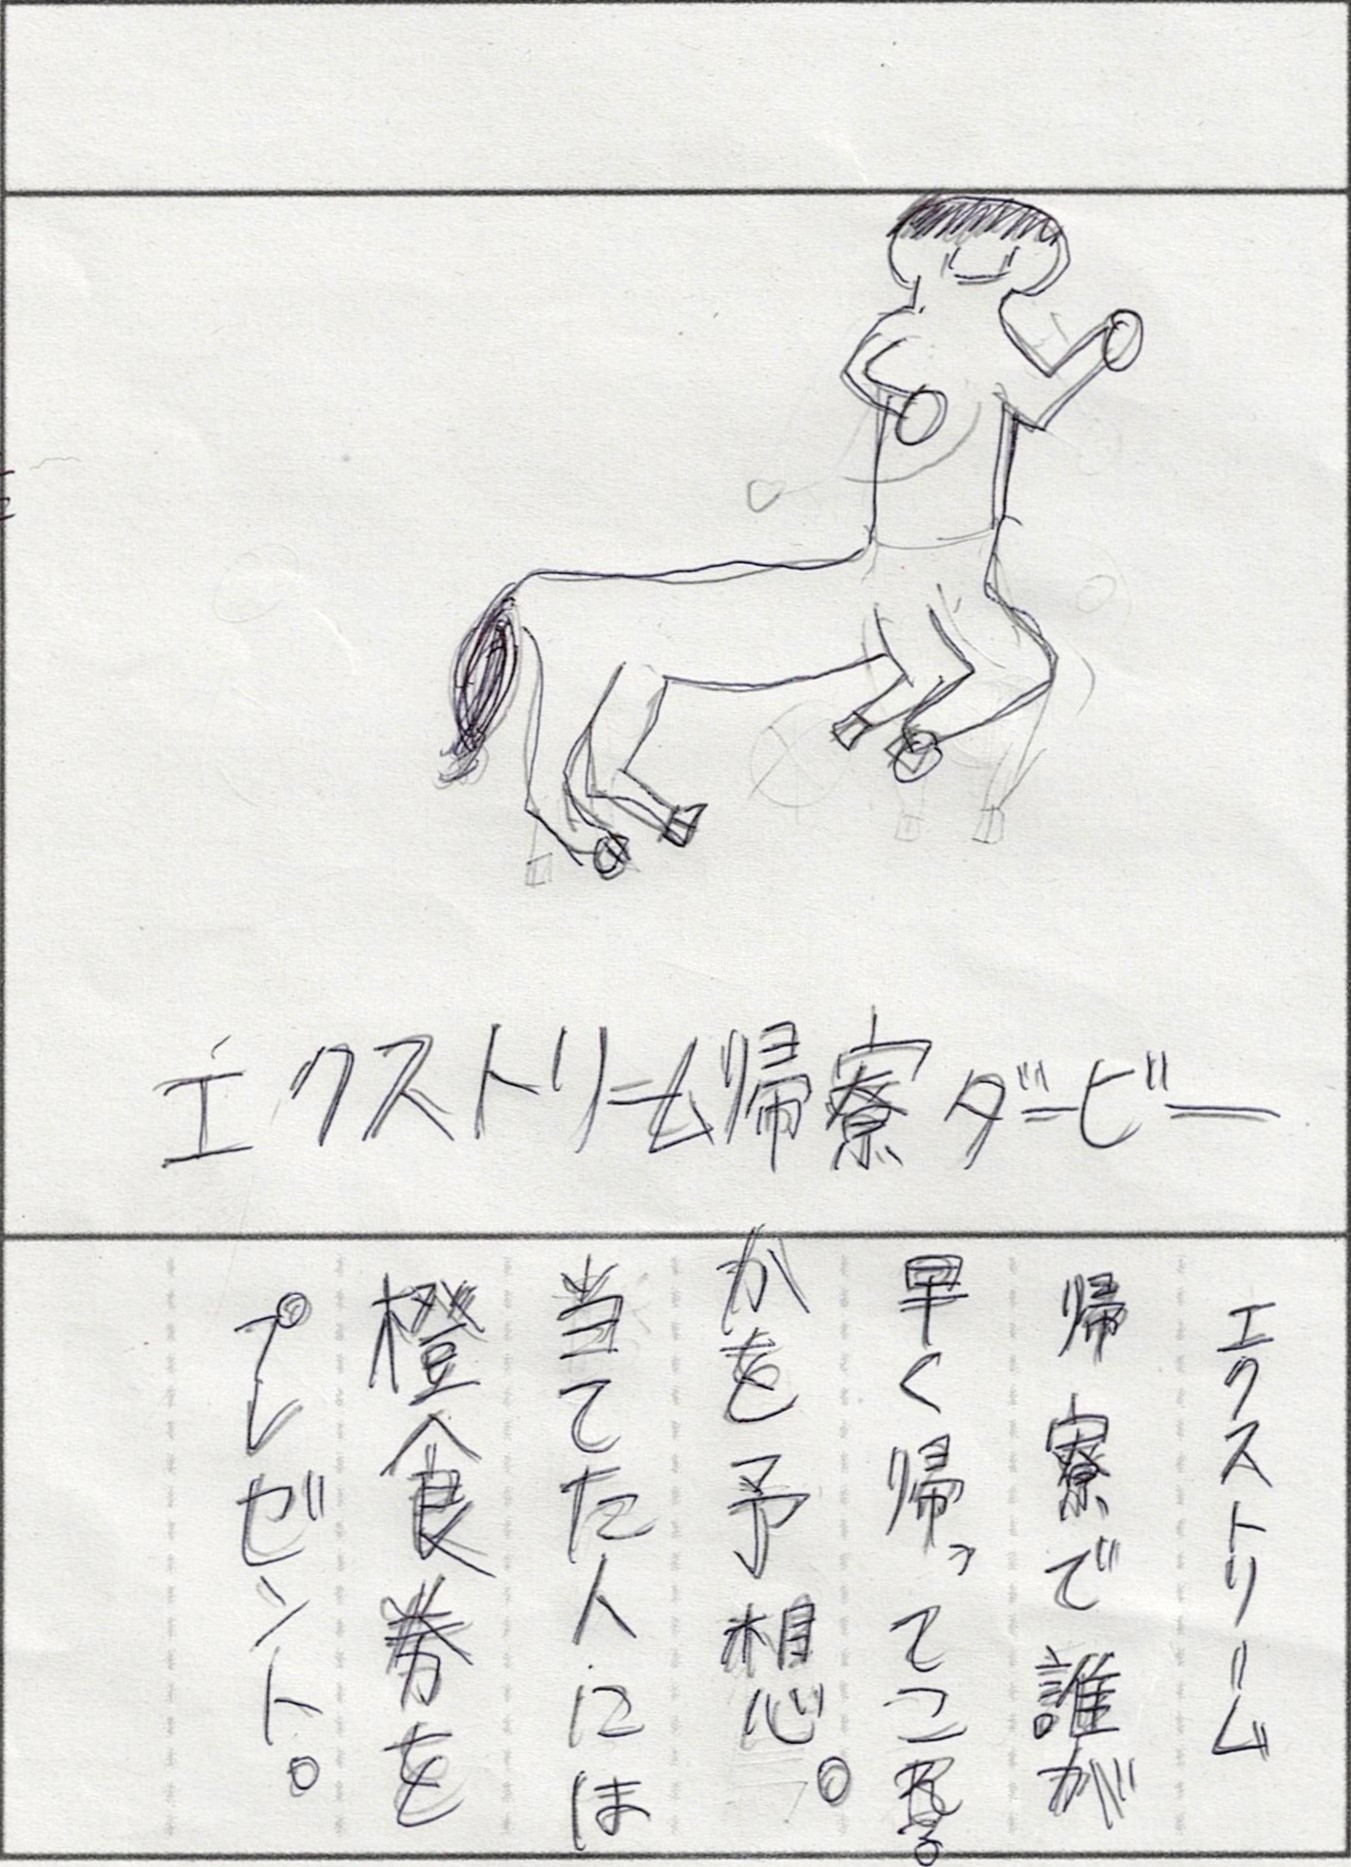 エクストリーム帰寮ダービー
エクストリーム
帰寮で誰が
早く帰ってこれる
かを予想。
当てた人には
橙食券を
プレゼント。